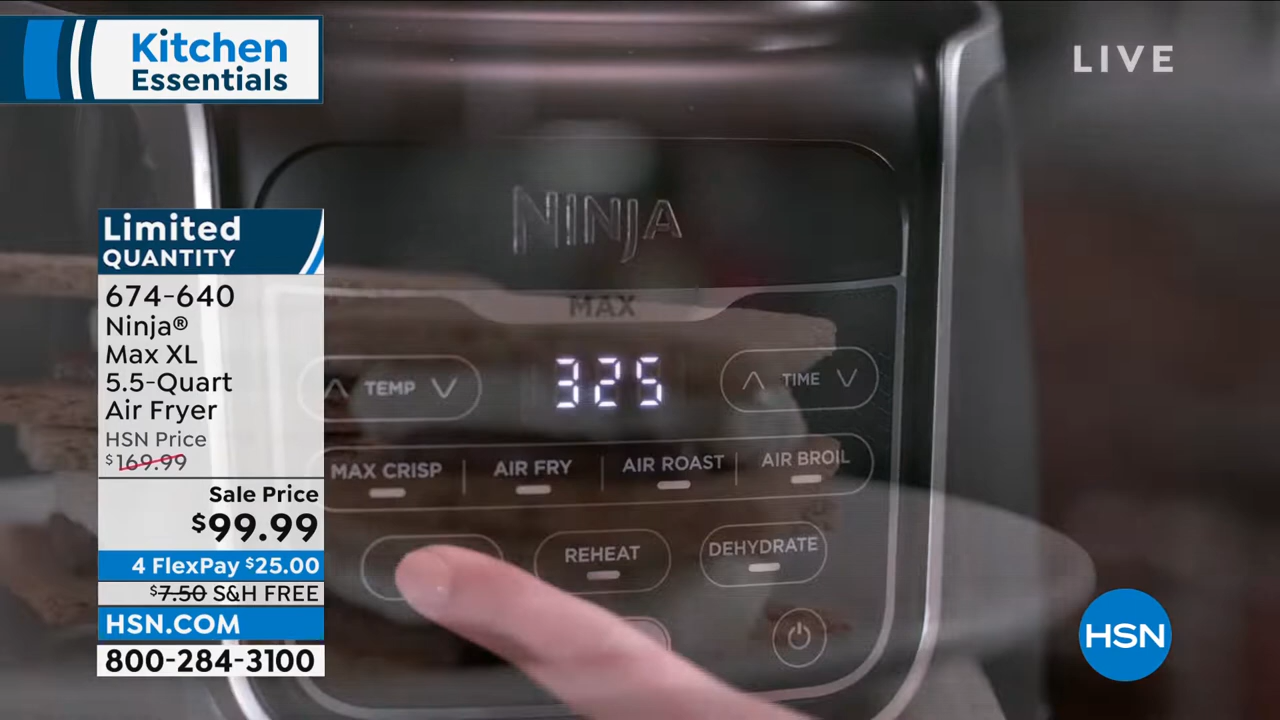 Kitchen
Essentials
LIVE
Limited
QUANTITY
674-640
Ninja®
Max XL
5.5-Quart
Air Fryer
HSN Price
$169.99
Sale Price
$99.99
4 FlexPay $25.00
$7.50 S&H FREE
HSN.COM
800-284-3100
NINJA
MAX
TEMP
325
TIME
MAX CRISP
AIR FRY
AIR ROAST
AIR BROIL
REHEAT
DEHYDRATE
HSN